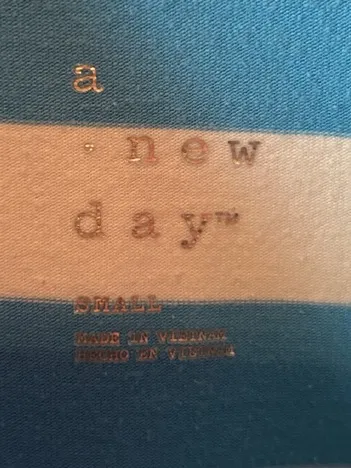 a
new
day™
SMALL
MADE IN VIETNAM
HECHO EN VIETNAM